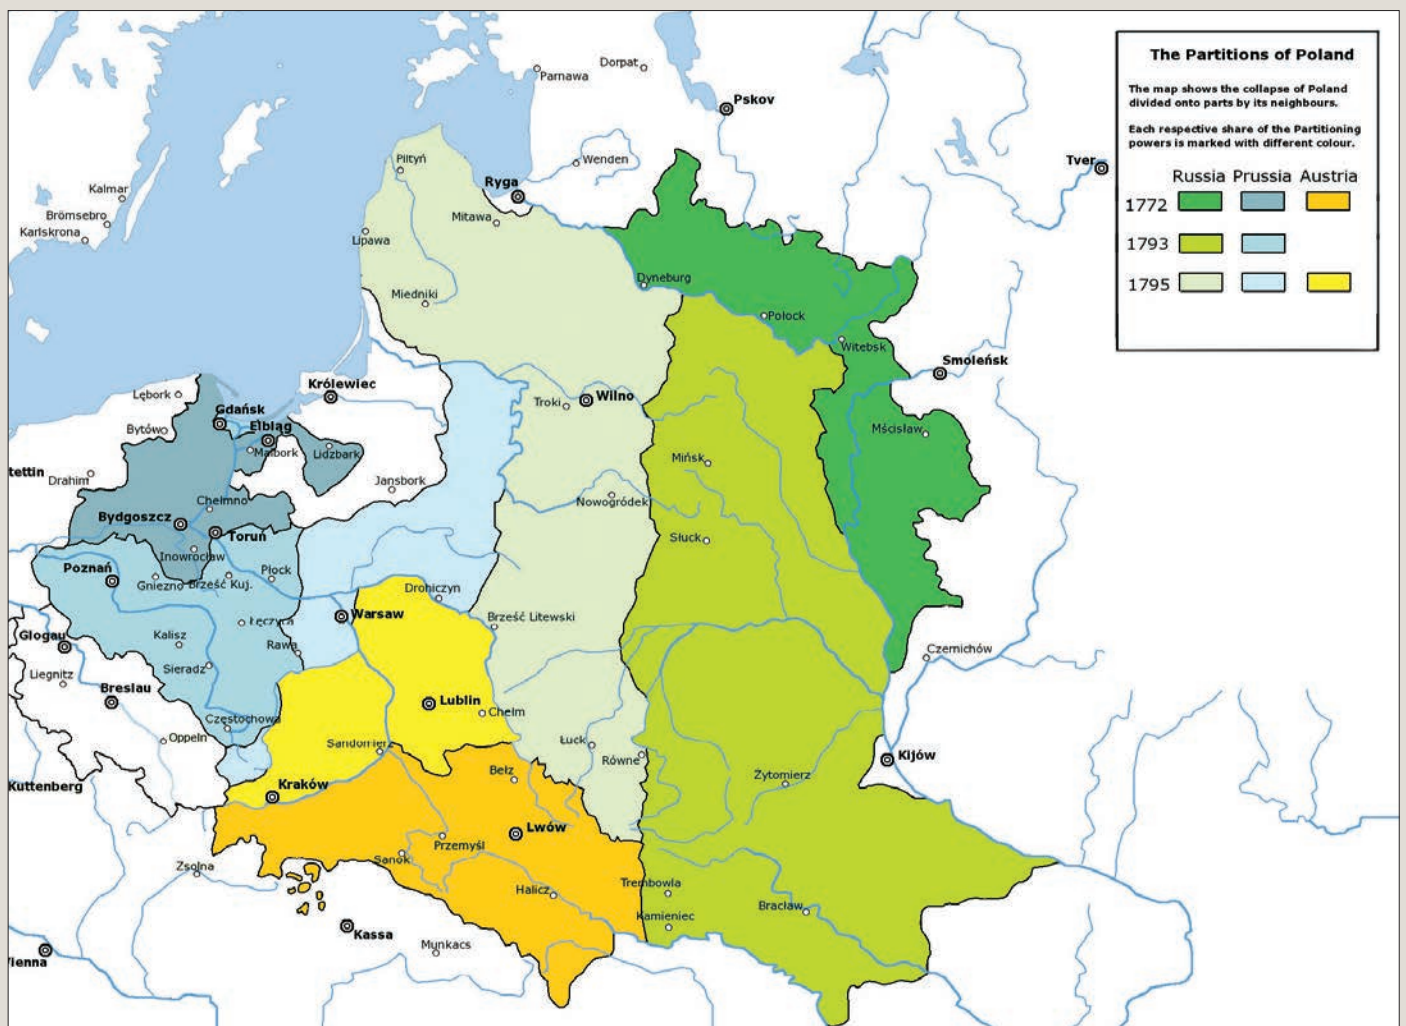 The Partitions of Poland
The map shows the collapse of Poland
divided onto parts by its neighbours.
Each respective share of the Partitioning
powers is marked with different colour.
Russia Prussia Austria
1772
1793
1795
Parnawa
Dorpat
Pskov
Tver
Piltyń
Wenden
Ryga
Kalmar
Brömsebro
Karlskrona
Mitawa
Lipawa
Miedniki
Dyneburg
Połock
Witebsk
Smoleńsk
Królewiec
Lębork
Gdańsk
Bytów
Elbląg
Malbork
Lidzbark
Troki
Wilno
Mścisław
tettin
Drahim
Jansbork
Mińsk
Chełmno
Nowogródek
Bydgoszcz
Toruń
Słuck
Inowrocław
Poznań
Gniezno
Brześć Kuj.
Płock
Drohiczyn
Warsaw
Brześć Litewski
Glogau
Kalisz
Łęczyca
Rawa
Sieradz
Czernichów
Liegnitz
Breslau
Lublin
Chełm
Częstochowa
Oppeln
Sandomierz
Łuck
Równe
Kijów
Kuttenberg
Kraków
Bełz
Żytomierz
Lwów
Przemyśl
Sanok
Zsolna
Halicz
Trembowla
Kamieniec
Bracław
Kassa
Munkacs
Vienna